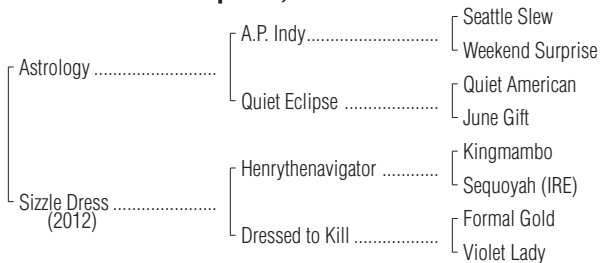 Seattle Slew
A.P. Indy..............................
Weekend Surprise
Astrology ............................
Quiet American
Quiet Eclipse .....................
June Gift
Kingmambo
Henrythenavigator ............
Sequoyah (IRE)
Sizzle Dress .......................
(2012)
Formal Gold
Dressed to Kill ...................
Violet Lady